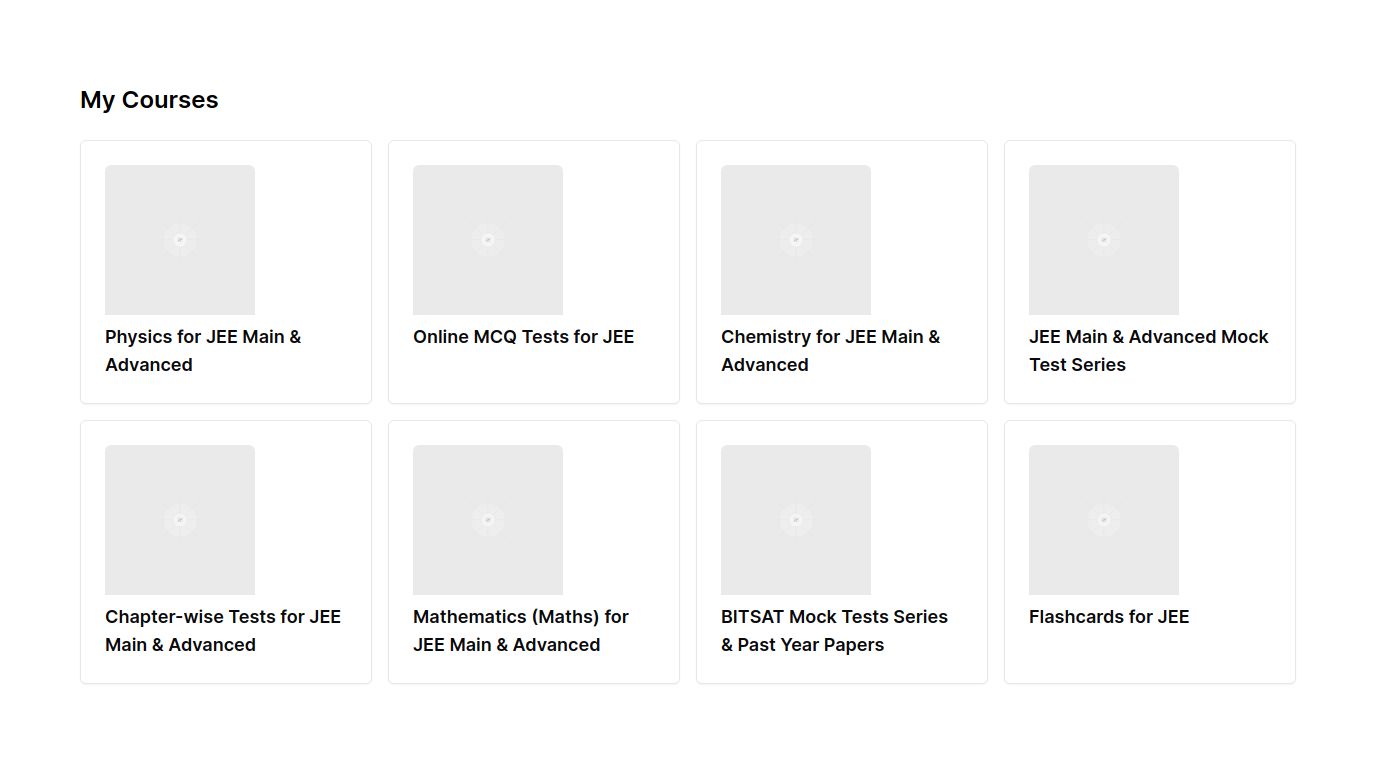 My Courses
Physics for JEE Main &
Advanced
Online MCQ Tests for JEE
Chemistry for JEE Main &
Advanced
JEE Main & Advanced Mock
Test Series
Chapter-wise Tests for JEE
Main & Advanced
Mathematics (Maths) for
JEE Main & Advanced
BITSAT Mock Tests Series
& Past Year Papers
Flashcards for JEE